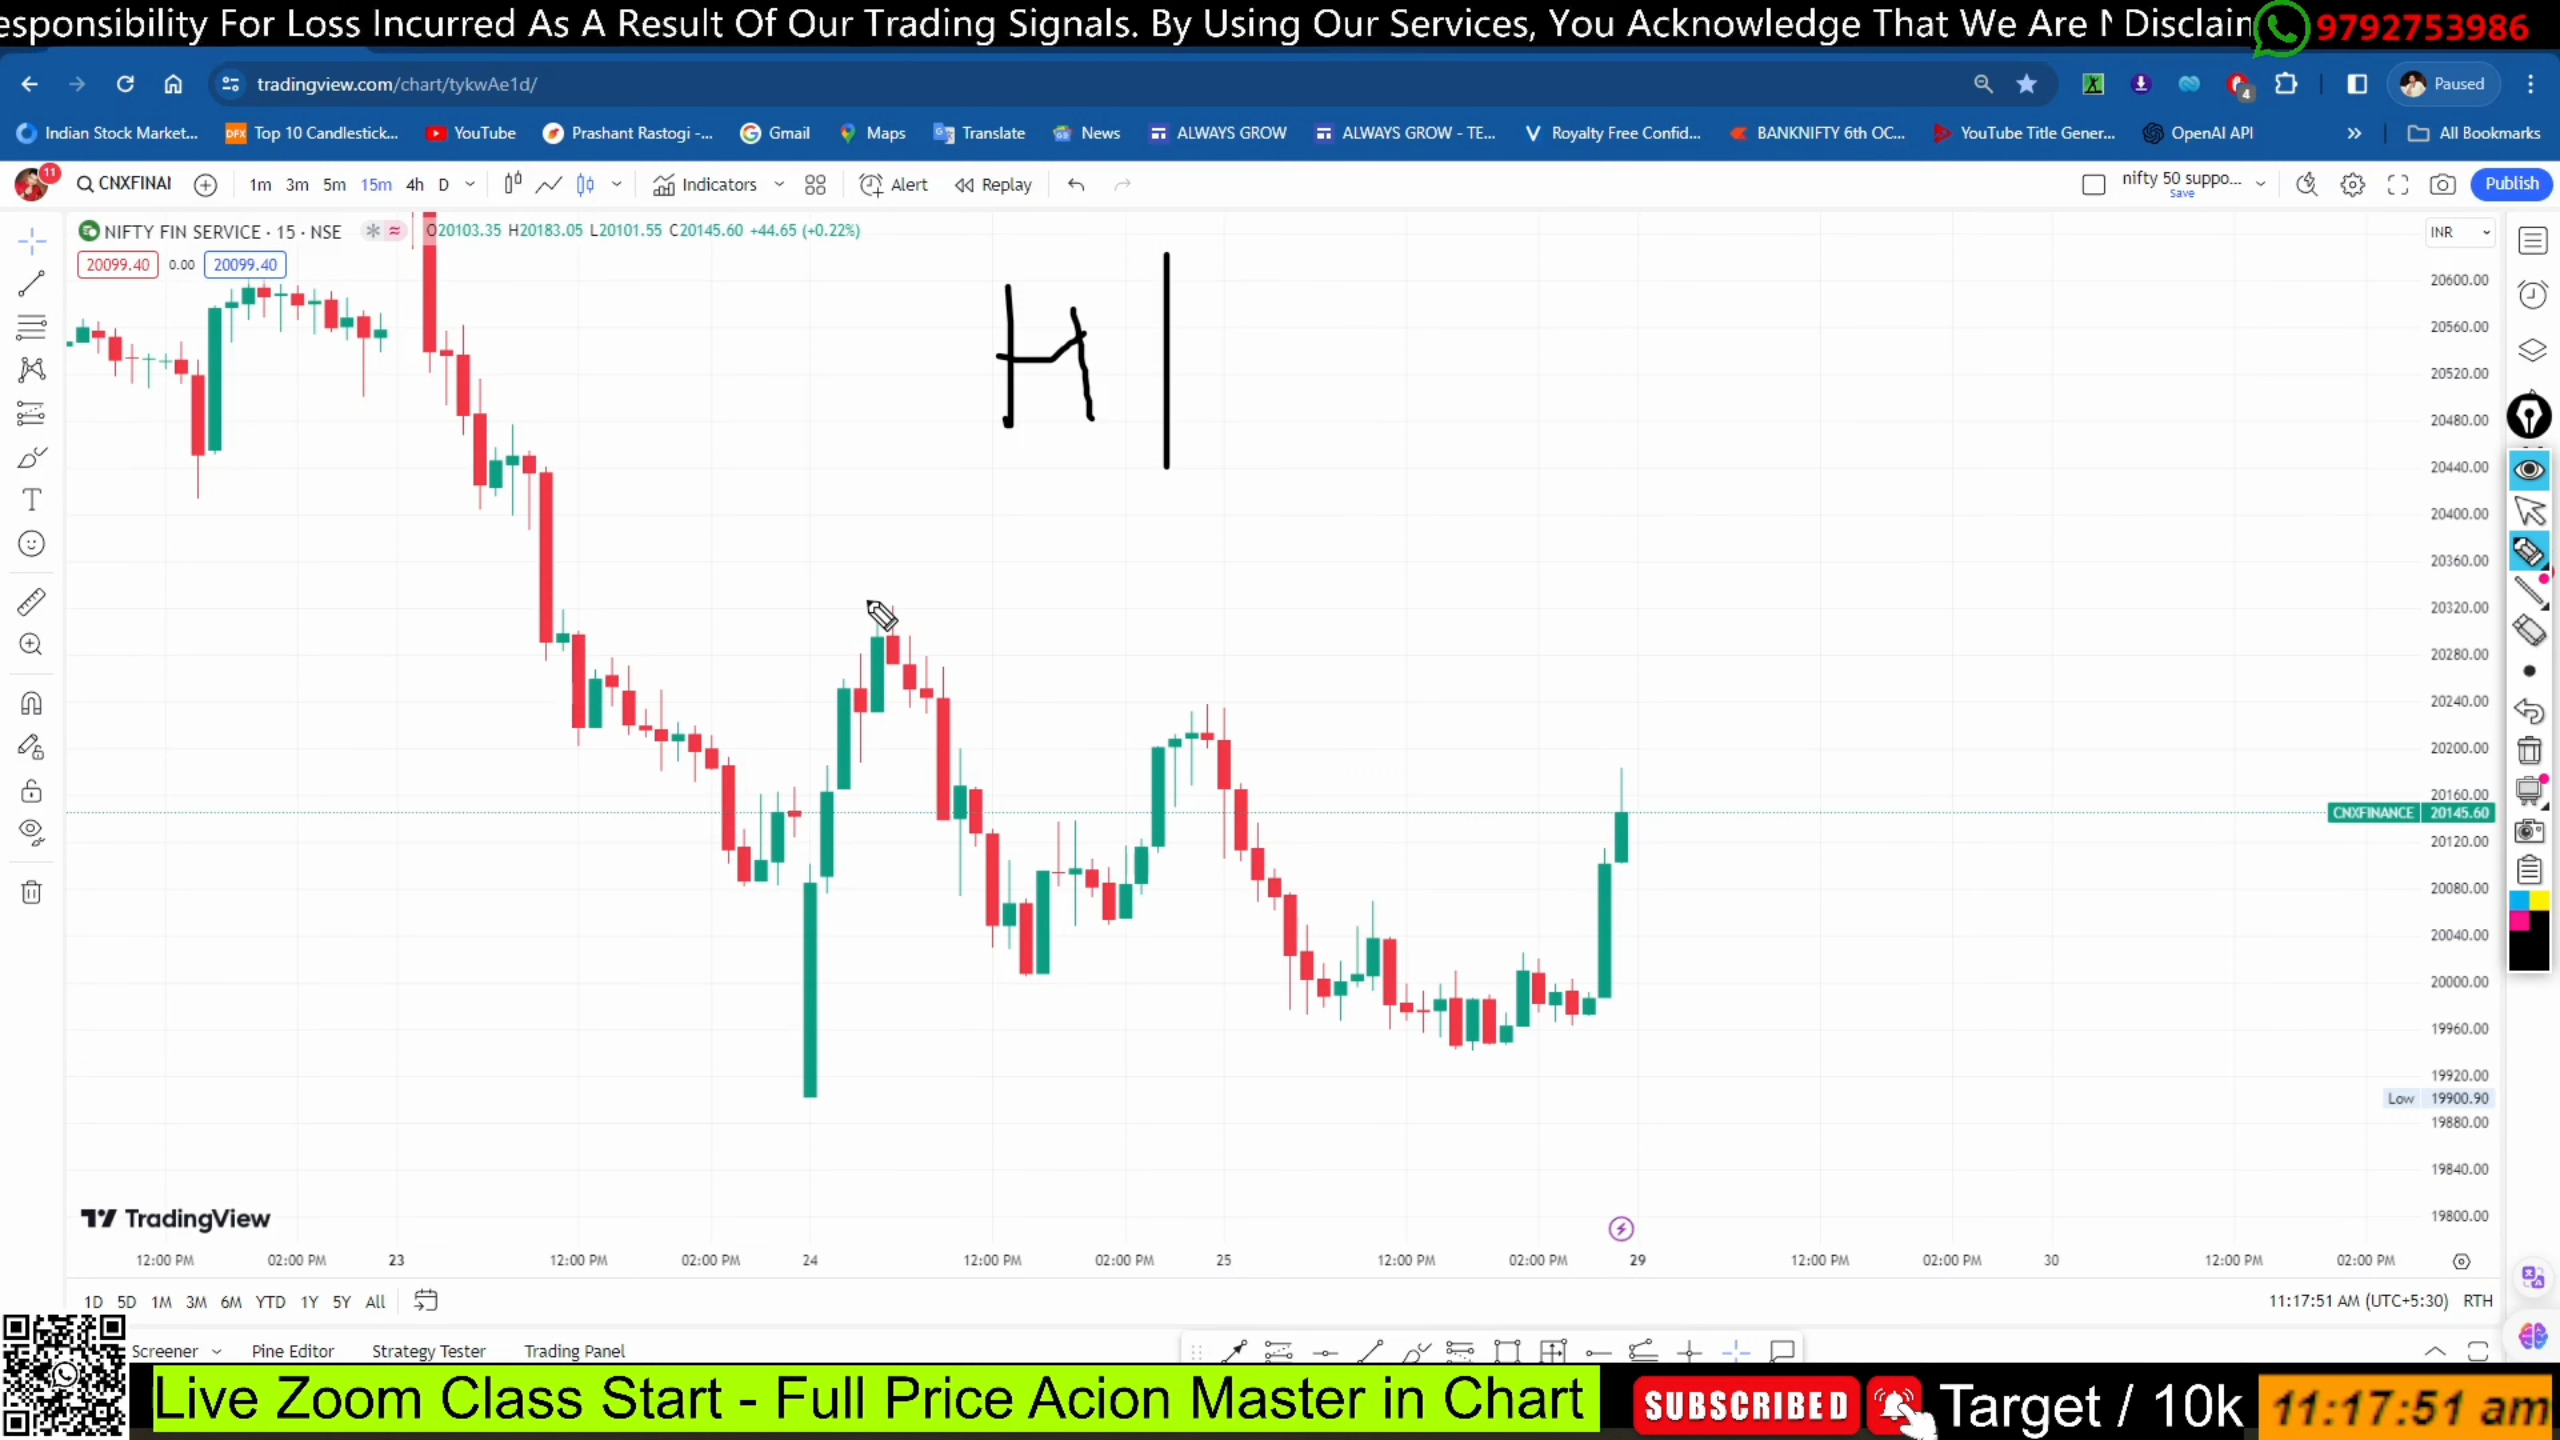 esponsibility For Loss Incurred As A Result Of Our Trading Signals. By Using Our Services, You Acknowledge That We Are Disclaim 9792753986
tradingview.com/chart/tykwAe1d/ 4 Paused
Indian Stock Market... DFX Top 10 Candlestick... YouTube Prashant Rastogi -... Gmail Maps Translate News ALWAYS GROW ALWAYS GROW - TE... Royalty Free Confid... BANKNIFTY 6th OC... YouTube Title Gener... OpenAI API » All Bookmarks
11 CNXFINAI 1m 3m 5m 15m 4h D Indicators Alert Replay nifty 50 suppo... Save Publish
NIFTY FIN SERVICE · 15 · NSE O20103.35 H20183.05 L20101.55 C20145.60 +44.65 (+0.22%) INR
20099.40 0.00 20099.40
H
20600.00
20560.00
20520.00
20480.00
20440.00
20400.00
20360.00
20320.00
20280.00
20240.00
20200.00
20160.00
CNXFINANCE 20145.60
20120.00
20080.00
20040.00
20000.00
19960.00
19920.00
Low 19900.90
19880.00
19840.00
19800.00
TradingView
12:00 PM 02:00 PM 23 12:00 PM 02:00 PM 24 12:00 PM 02:00 PM 25 12:00 PM 02:00 PM 29 12:00 PM 02:00 PM 30 12:00 PM 02:00 PM
1D 5D 1M 3M 6M YTD 1Y 5Y All 11:17:51 AM (UTC+5:30) RTH
Screener Pine Editor Strategy Tester Trading Panel
Live Zoom Class Start - Full Price Acion Master in Chart SUBSCRIBED Target / 10k 11:17:51 am